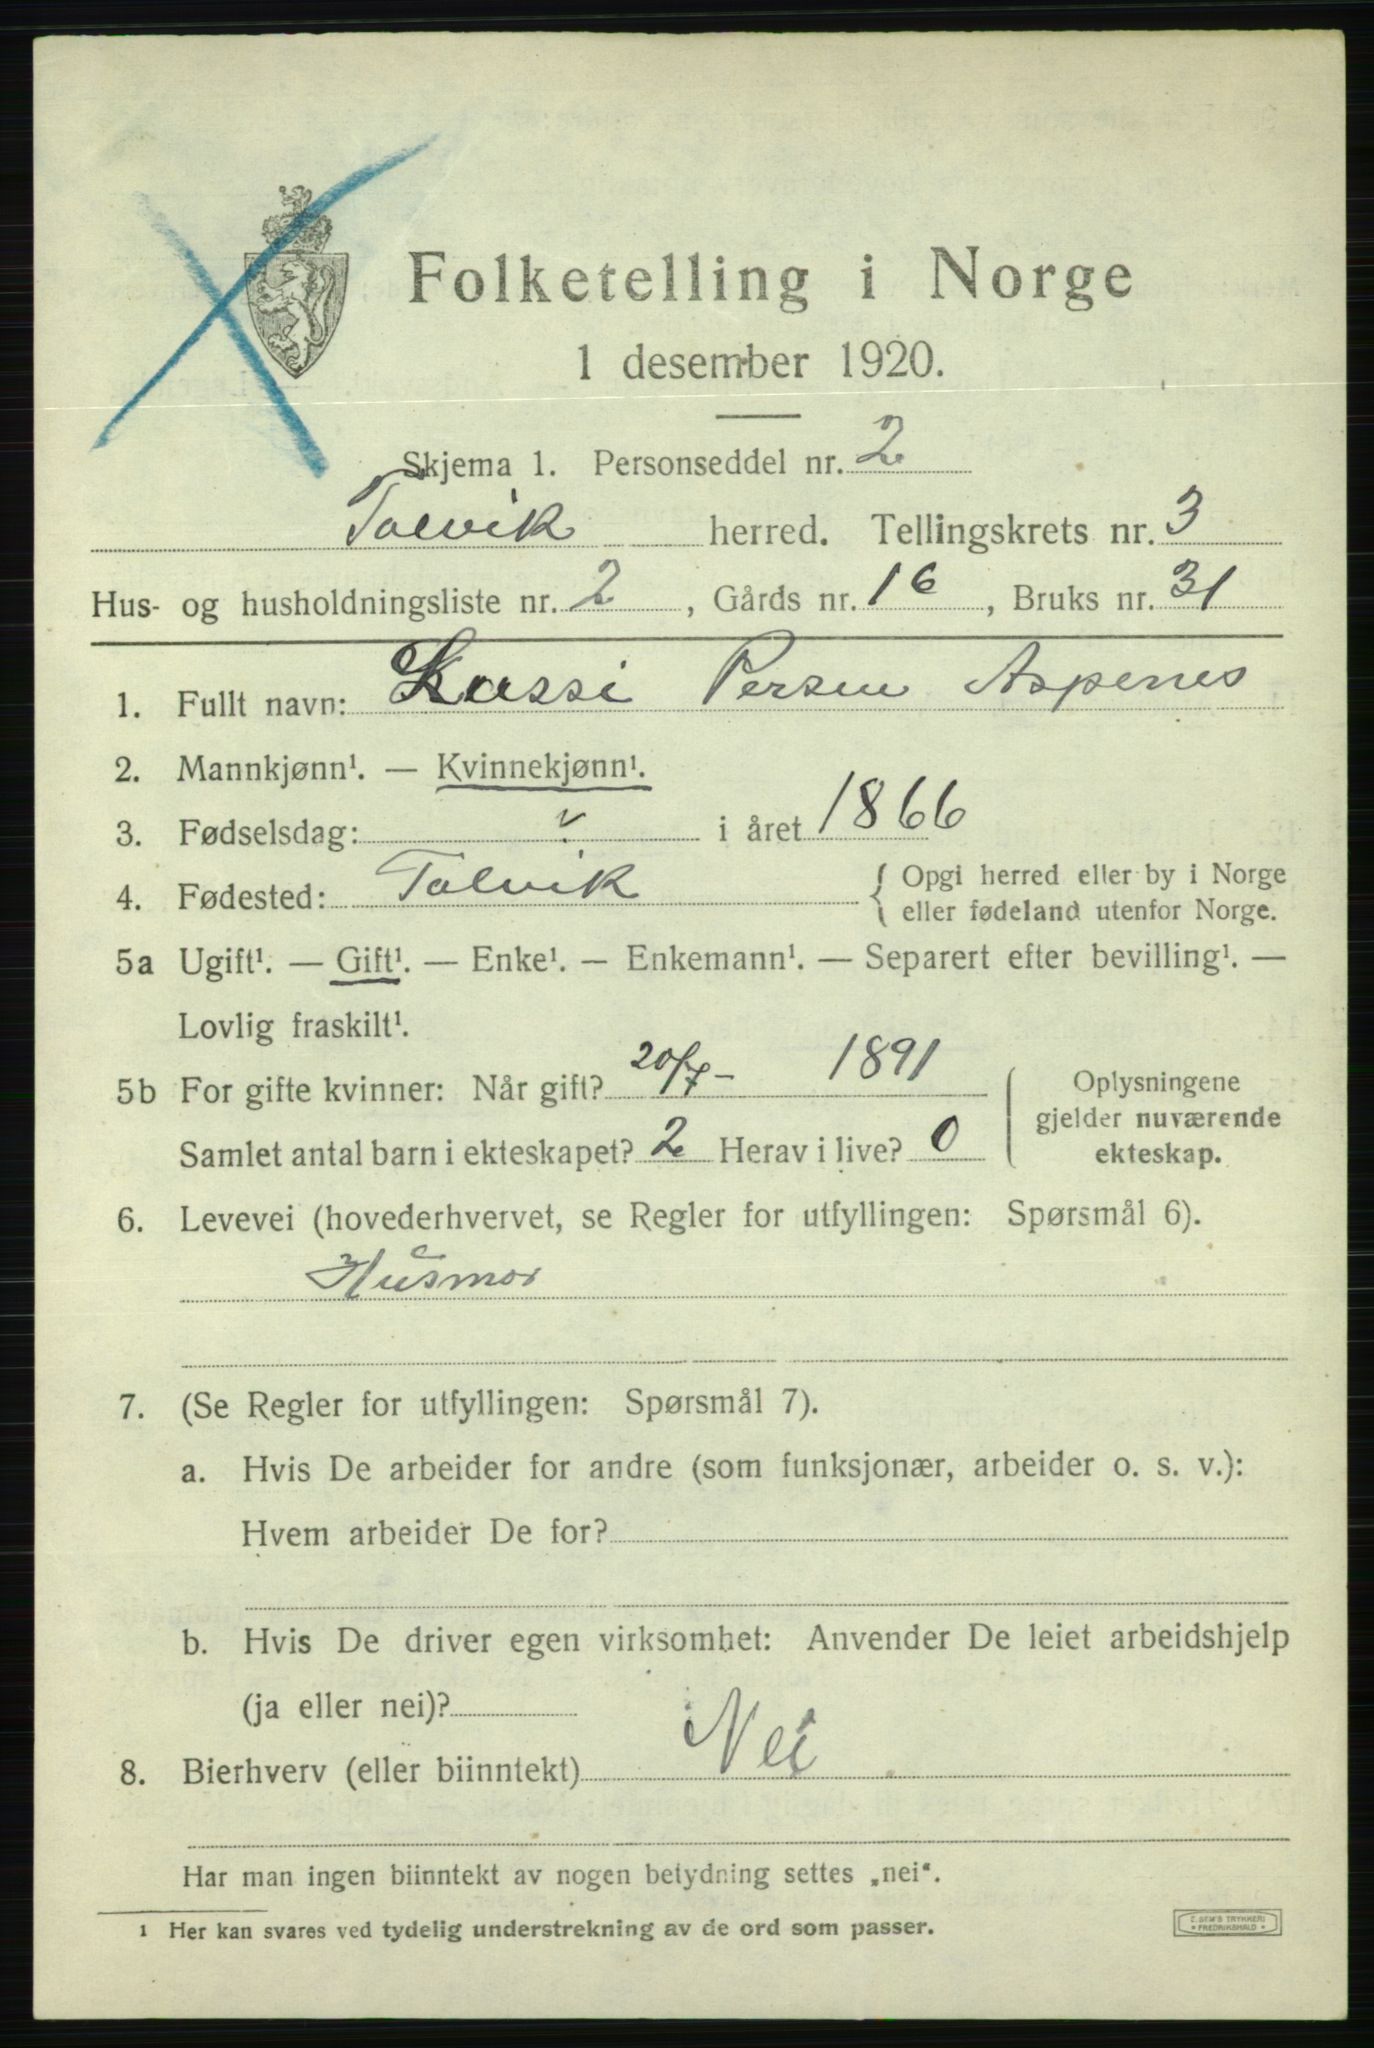 Folketelling i Norge
1 desember 1920.
Skjema 1. Personseddel nr. 2
Talvik herred. Tellingskrets nr. 3
Hus- og husholdningsliste nr. 2, Gårds nr. 16, Bruks nr. 31
1. Fullt navn: Kassi Persen Aspenes
2. Mannkjønn¹. — Kvinnekjønn¹.
3. Fødselsdag: ? i året 1866
4. Fødested: Talvik { Opgi herred eller by i Norge
eller fødeland utenfor Norge.
5a Ugift¹. — Gift¹. — Enke¹. — Enkemann¹. — Separert efter bevilling¹. —
Lovlig fraskilt¹.
5b For gifte kvinner: Når gift? 20/7 - 1891
Samlet antal barn i ekteskapet? 2 Herav i live? 0
Oplysningene
gjelder nuværende
ekteskap.
6. Levevei (hovederhvervet, se Regler for utfyllingen: Spørsmål 6).
Husmor
7. (Se Regler for utfyllingen: Spørsmål 7).
a. Hvis De arbeider for andre (som funksjonær, arbeider o. s. v.):
Hvem arbeider De for?
b. Hvis De driver egen virksomhet: Anvender De leiet arbeidshjelp
(ja eller nei)?
8. Bierhverv (eller biinntekt) Nei
Har man ingen biinntekt av nogen betydning settes „nei“.
¹ Her kan svares ved tydelig understrekning av de ord som passer.
E. SEM'S TRYKKERI
• FREDRIKSHALD •